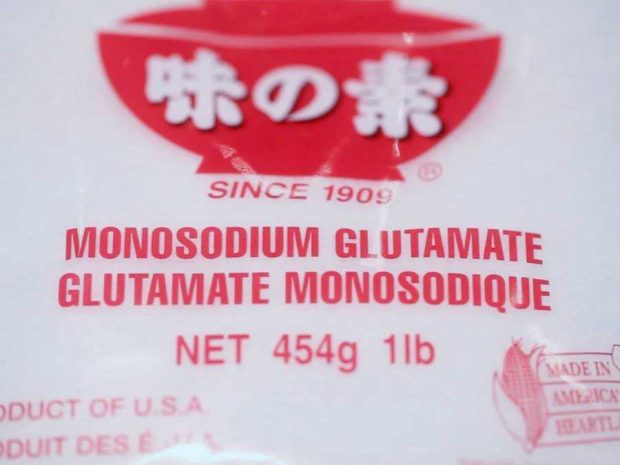 味の素
®
SINCE 1909
MONOSODIUM GLUTAMATE
GLUTAMATE MONOSODIQUE
NET 454g 1lb
MADE IN
AMERICA'
HEARTL
ODUCT OF U.S.A.
ODUIT DES É.